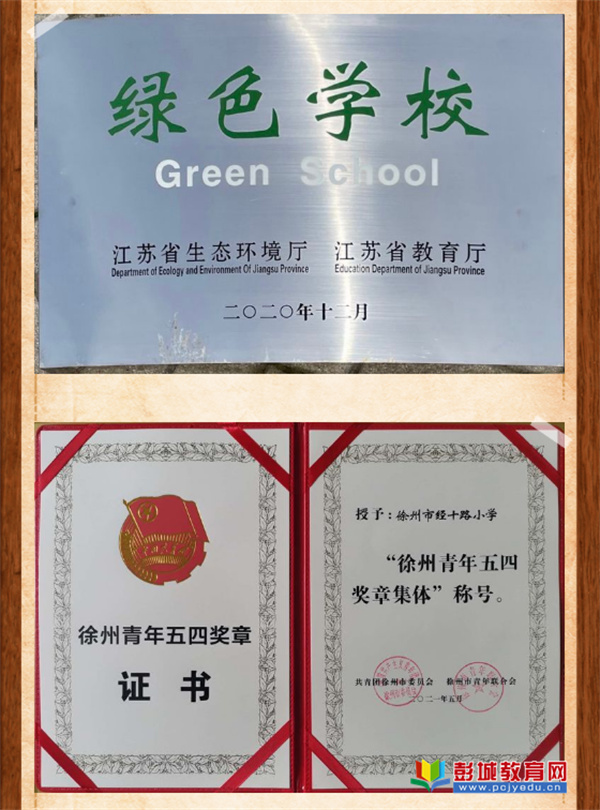 绿色学校
Green School
江苏省生态环境厅 江苏省教育厅
Department of Ecology and Environment Of Jiangsu Province Education Department of Jiangsu Province
二〇二〇年十二月
徐州青年五四奖章
证书
授予：徐州市经十路小学
“徐州青年五四
奖章集体”称号。
共青团徐州市委员会 徐州市青年联合会
二〇二一年五月
彭城教育网
www.pcjyedu.cn